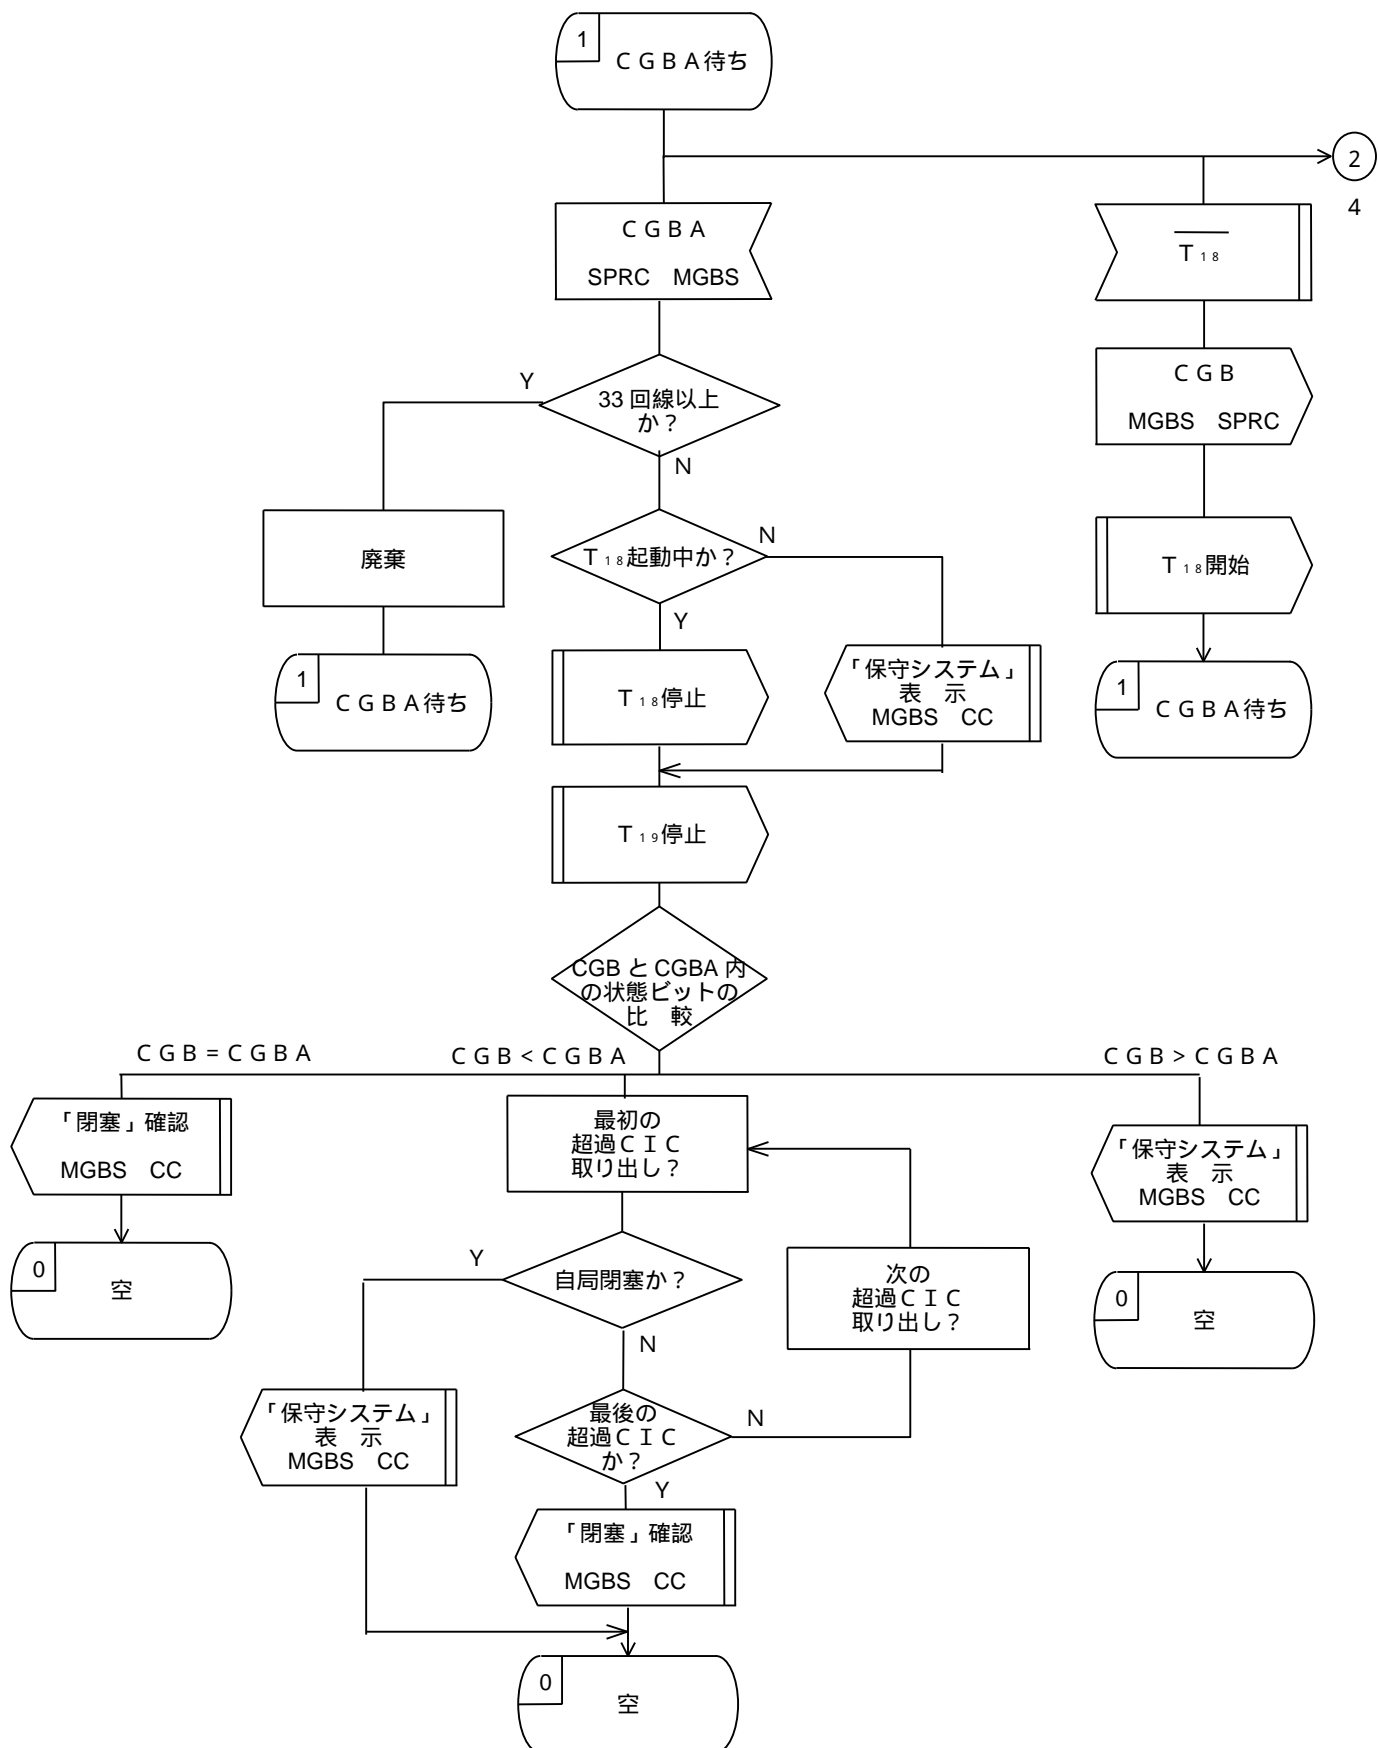 1
CGBA待ち
2
4
CGBA
SPRC MGBS
T₁₈
CGB
MGBS SPRC
Y
33 回線以上
か?
N
廃棄
T₁₈起動中か?
N
T₁₈開始
Y
1
CGBA待ち
T₁₈停止
「保守システム」
表 示
MGBS CC
1
CGBA待ち
T₁₉停止
CGB と CGBA 内
の状態ビットの
比 較
CGB=CGBA
CGB<CGBA
CGB>CGBA
「閉塞」確認
MGBS CC
最初の
超過CIC
取り出し?
「保守システム」
表 示
MGBS CC
0
空
Y
自局閉塞か?
N
次の
超過CIC
取り出し?
0
空
「保守システム」
表 示
MGBS CC
最後の
超過CIC
か?
N
Y
「閉塞」確認
MGBS CC
0
空